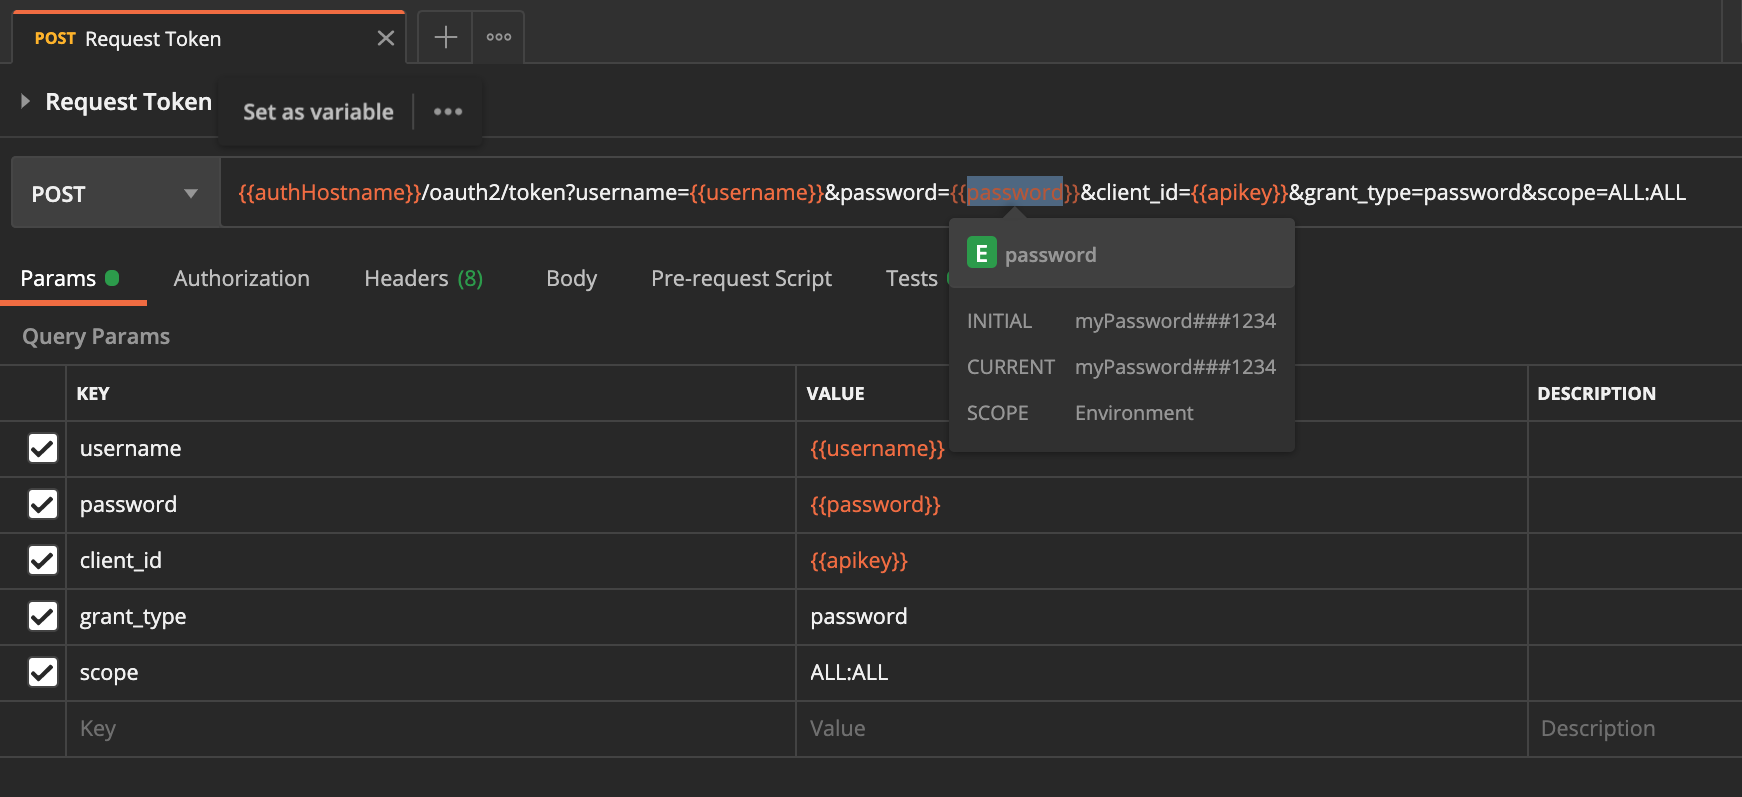 POST Request Token
Request Token
Set as variable
POST
{{authHostname}}/oauth2/token?username={{username}}&password={{password}}&client_id={{apikey}}&grant_type=password&scope=ALL:ALL
E password
Params Authorization Headers (8) Body Pre-request Script Tests
INITIAL myPassword###1234
Query Params
CURRENT myPassword###1234
KEY VALUE DESCRIPTION
SCOPE Environment
username {{username}}
password {{password}}
client_id {{apikey}}
grant_type password
scope ALL:ALL
Key Value Description